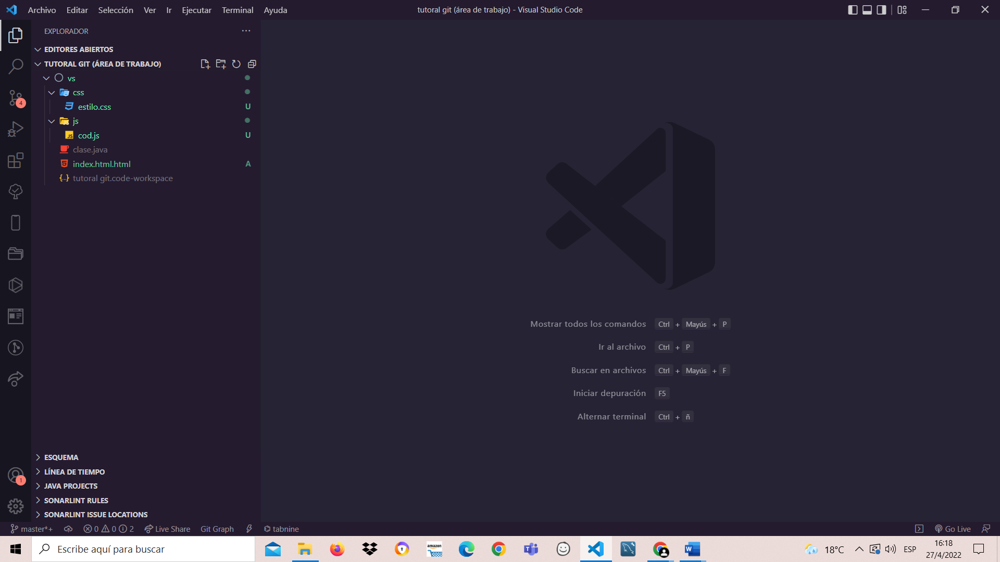 Archivo Editar Selección Ver Ir Ejecutar Terminal Ayuda
tutoral git (área de trabajo) - Visual Studio Code
EXPLORADOR
EDITORES ABIERTOS
TUTORAL GIT (ÁREA DE TRABAJO)
vs
css
estilo.css U
js
JS cod.js U
clase.java
index.html.html A
{..} tutoral git.code-workspace
4
Mostrar todos los comandos Ctrl + Mayús + P
Ir al archivo Ctrl + P
Buscar en archivos Ctrl + Mayús + F
Iniciar depuración F5
Alternar terminal Ctrl + ñ
ESQUEMA
LÍNEA DE TIEMPO
1
JAVA PROJECTS
SONARLINT RULES
SONARLINT ISSUE LOCATIONS
master*+ 0 0 2 Live Share Git Graph tabnine Go Live
Escribe aquí para buscar
amazon
W
18°C ESP
16:18
27/4/2022